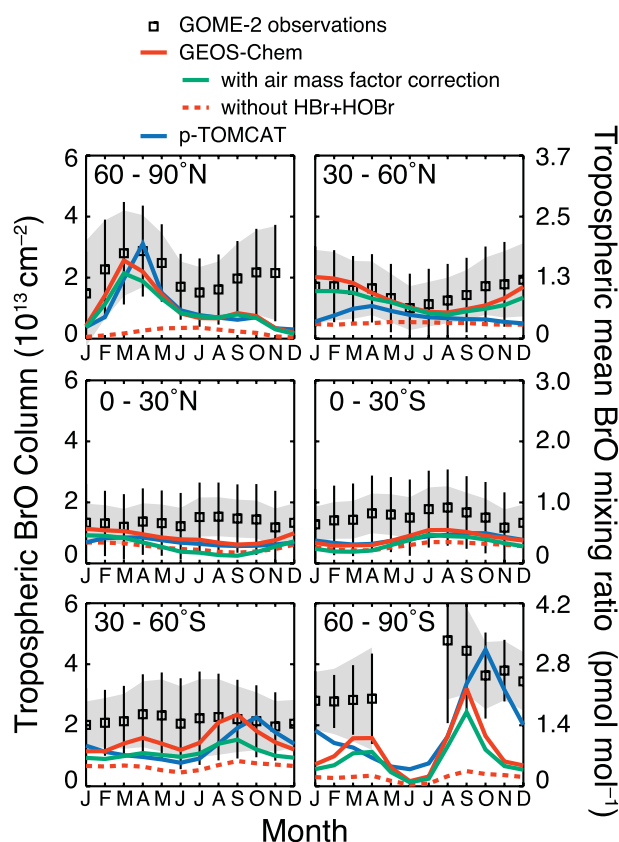 GOME-2 observations
GEOS-Chem
with air mass factor correction
without HBr+HOBr
p-TOMCAT
Tropospheric BrO Column (10¹³ cm⁻²)
Tropospheric mean BrO mixing ratio (pmol mol⁻¹)
60 - 90°N
30 - 60°N
6
4
2
0
3.7
2.5
1.3
0
J F M A M J J A S O N D
J F M A M J J A S O N D
0 - 30°N
0 - 30°S
6
4
2
0
3.0
2.0
1.0
0
J F M A M J J A S O N D
J F M A M J J A S O N D
30 - 60°S
60 - 90°S
6
4
2
0
4.2
2.8
1.4
0
J F M A M J J A S O N D
J F M A M J J A S O N D
Month